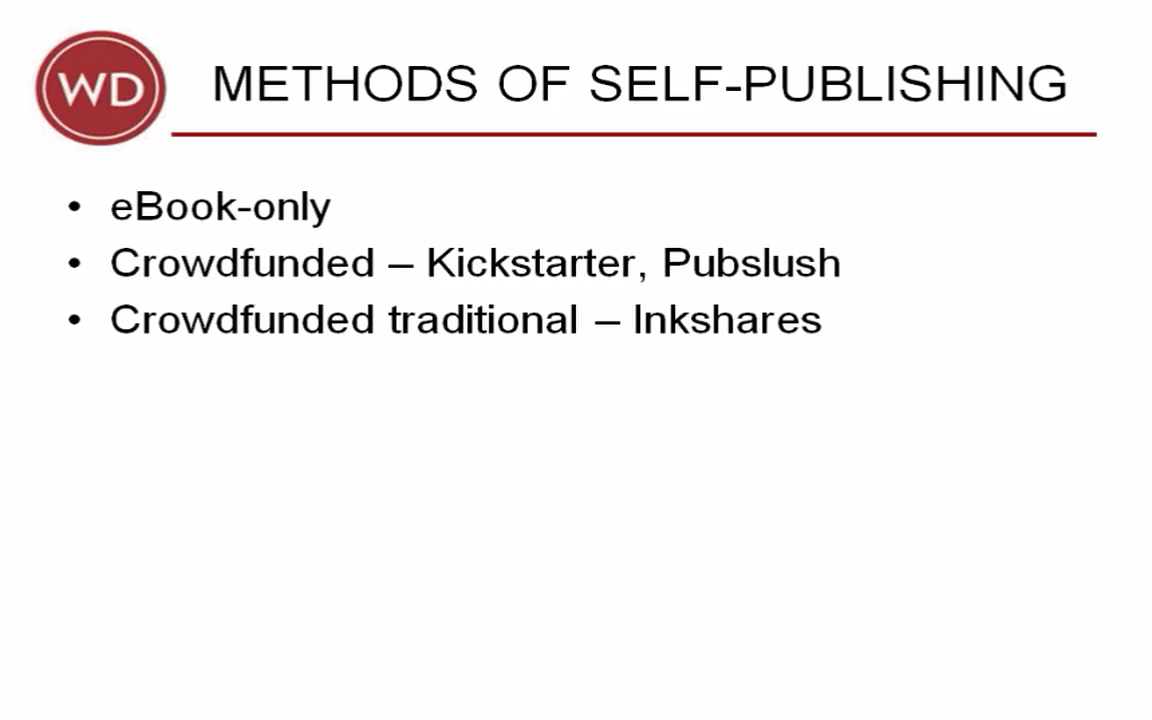 WD
METHODS OF SELF-PUBLISHING
• eBook-only
• Crowdfunded – Kickstarter, Pubslush
• Crowdfunded traditional – Inkshares